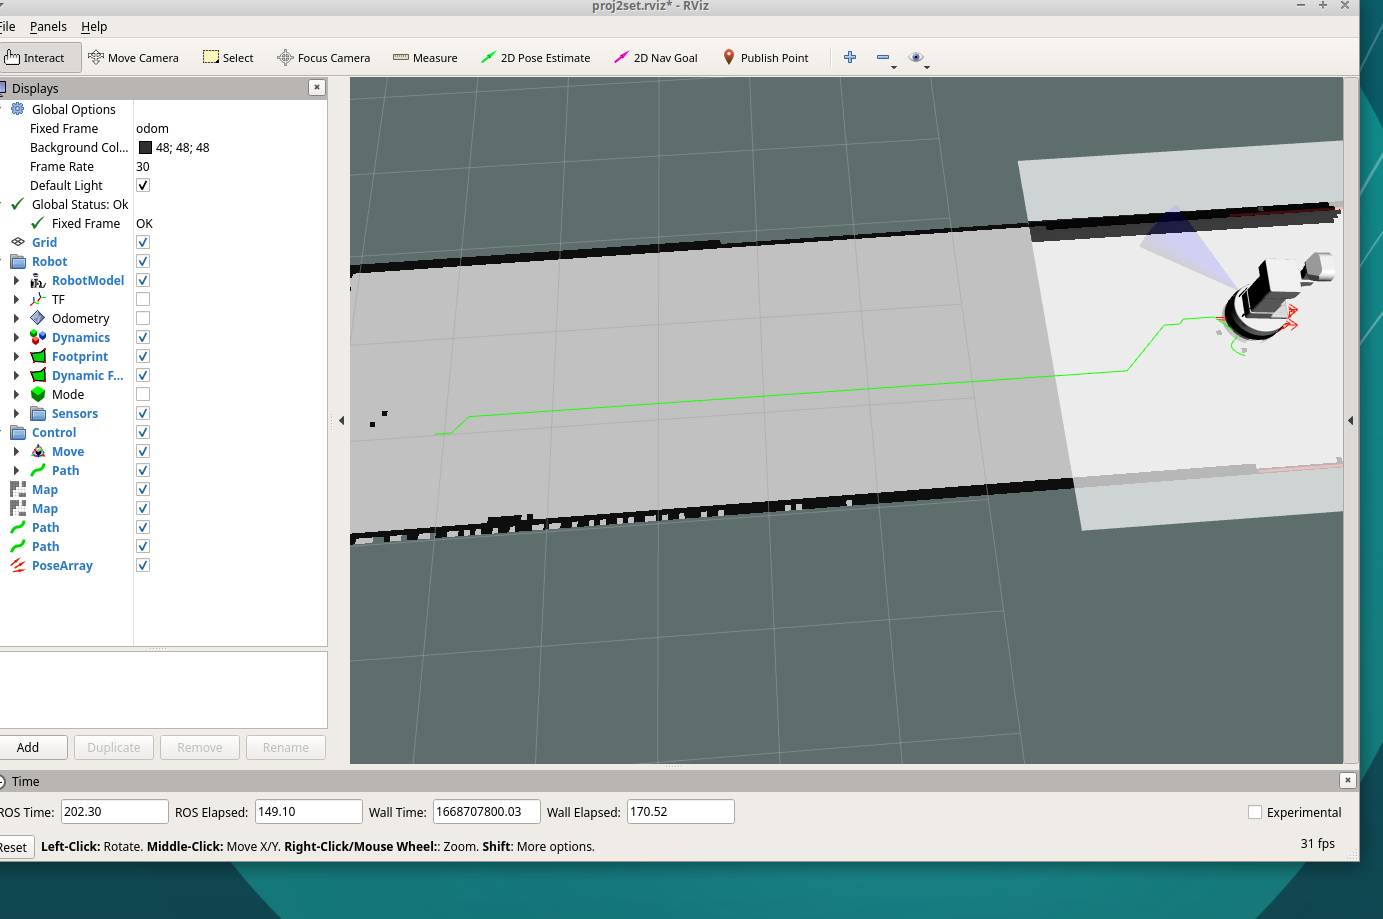 proj2set.rviz* - RViz
File Panels Help
Interact Move Camera Select Focus Camera Measure 2D Pose Estimate 2D Nav Goal Publish Point
Displays
Global Options
Fixed Frame odom
Background Col... 48; 48; 48
Frame Rate 30
Default Light
Global Status: Ok
Fixed Frame OK
Grid
Robot
RobotModel
TF
Odometry
Dynamics
Footprint
Dynamic F...
Mode
Sensors
Control
Move
Path
Map
Map
Path
Path
PoseArray
Add Duplicate Remove Rename
Time
ROS Time: 202.30 ROS Elapsed: 149.10 Wall Time: 1668707800.03 Wall Elapsed: 170.52 Experimental
Reset Left-Click: Rotate. Middle-Click: Move X/Y. Right-Click/Mouse Wheel:: Zoom. Shift: More options. 31 fps